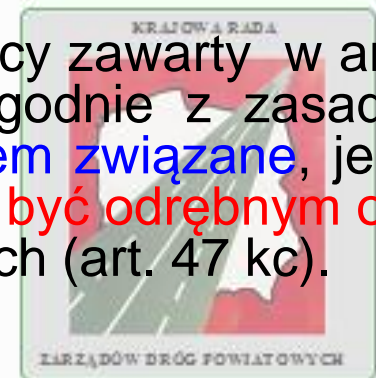 KRAJOWA RADA
cy zawarty w ar
godnie z zasad
em związane, je
być odrębnym o
ch (art. 47 kc).
ZARZĄDÓW DRÓG POWIATOWYCH